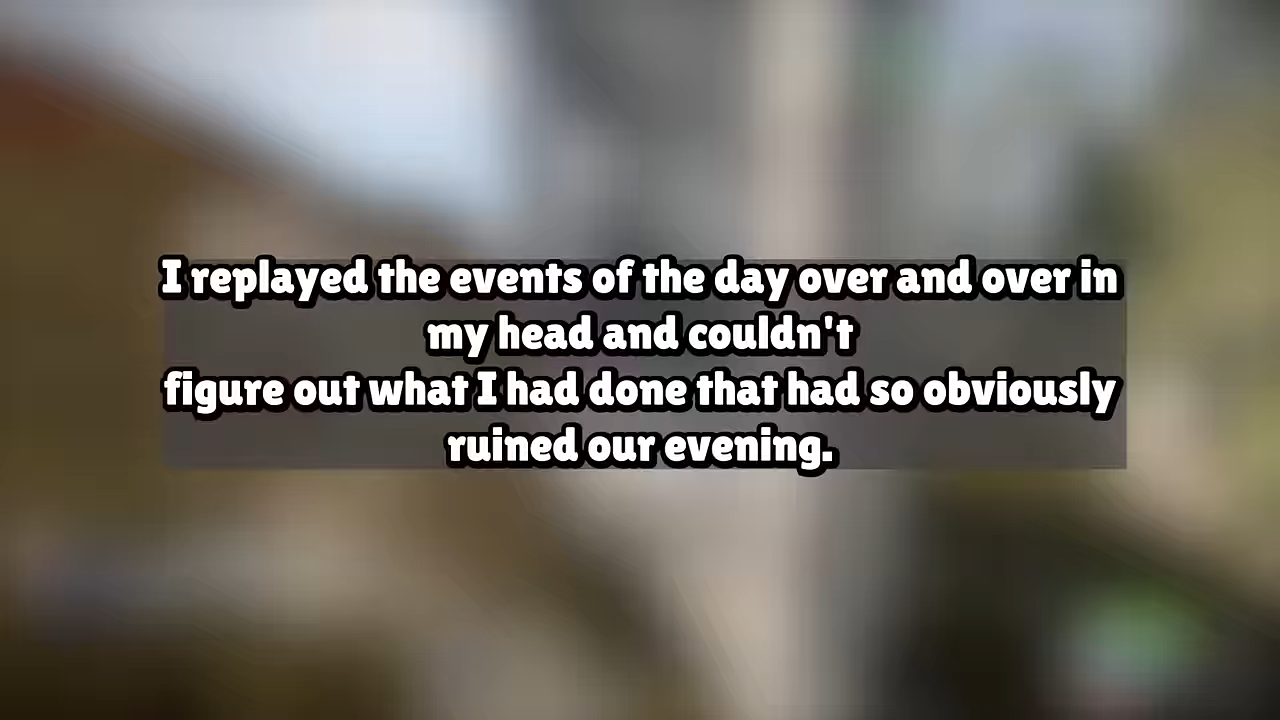 I replayed the events of the day over and over in
my head and couldn't
figure out what I had done that had so obviously
ruined our evening.